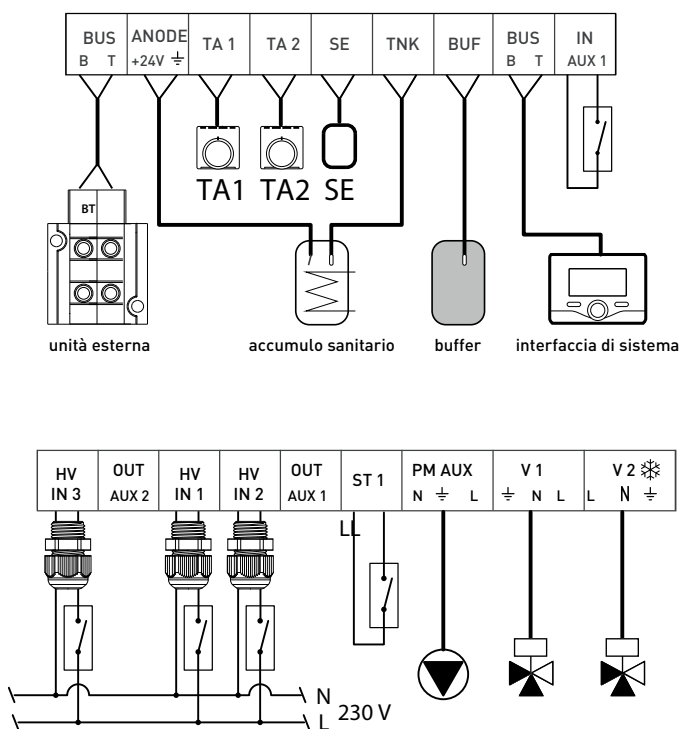 BUS ANODE TA 1 TA 2 SE TNK BUF BUS IN
B T +24V B T AUX 1
TA1 TA2 SE
BT
unità esterna accumulo sanitario buffer interfaccia di sistema
HV OUT HV HV OUT ST 1 PM AUX V 1 V 2
IN 3 AUX 2 IN 1 IN 2 AUX 1 N L N L L N
LL
N
L 230 V